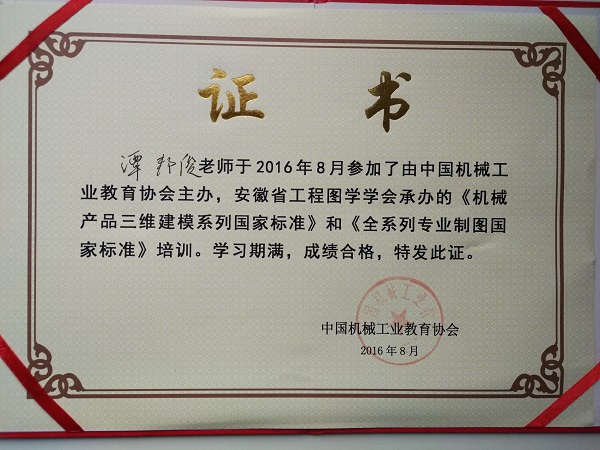 证 书
潭邦俊老师于2016年8月参加了由中国机械工
业教育协会主办，安徽省工程图学学会承办的《机械
产品三维建模系列国家标准》和《全系列专业制图国
家标准》培训。学习期满，成绩合格，特发此证。
中国机械工业教育协会
2016年8月